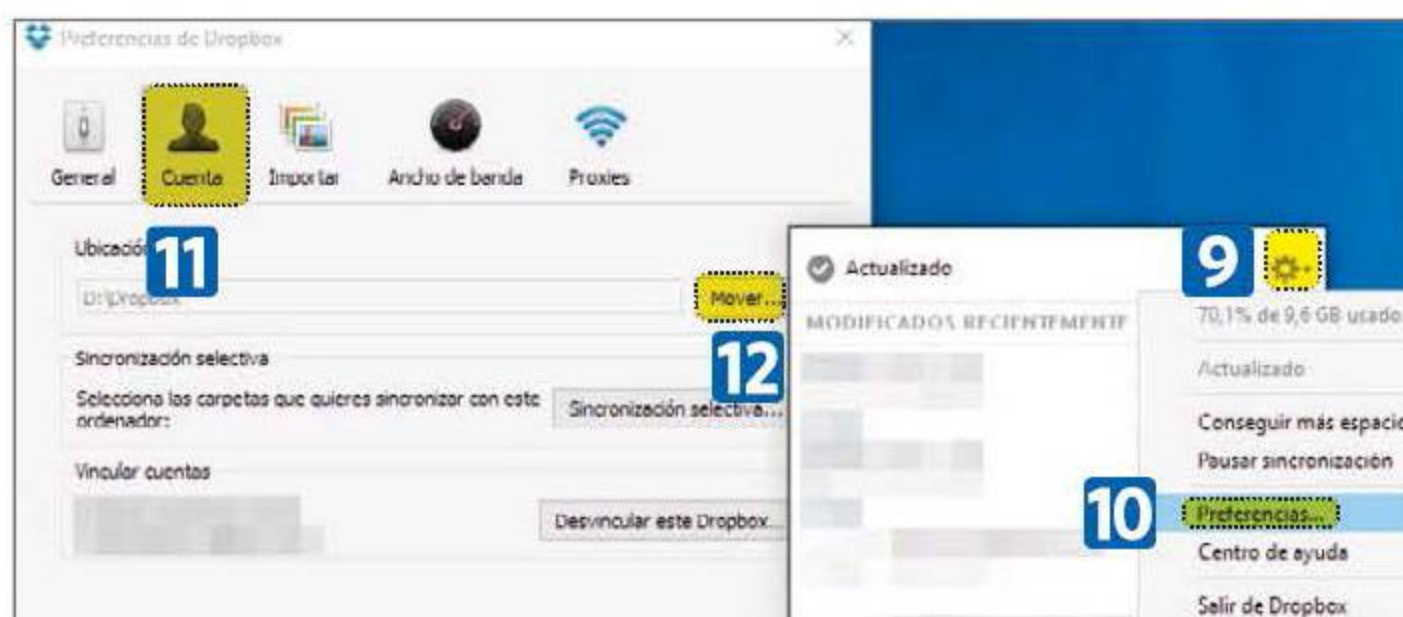 Preferencias de Dropbox
General
Cuenta
Importar
Ancho de banda
Proxies
11
Ubicación
D:\Dropbox
Mover...
12
Sincronización selectiva
Selecciona las carpetas que quieres sincronizar con este
ordenador:
Sincronización selectiva...
Vincular cuentas
Desvincular este Dropbox...
Actualizado
9
MODIFICADOS RECIENTEMENTE
70,1% de 9,6 GB usado
Actualizado
Conseguir más espacio
Pausar sincronización
10
Preferencias...
Centro de ayuda
Salir de Dropbox